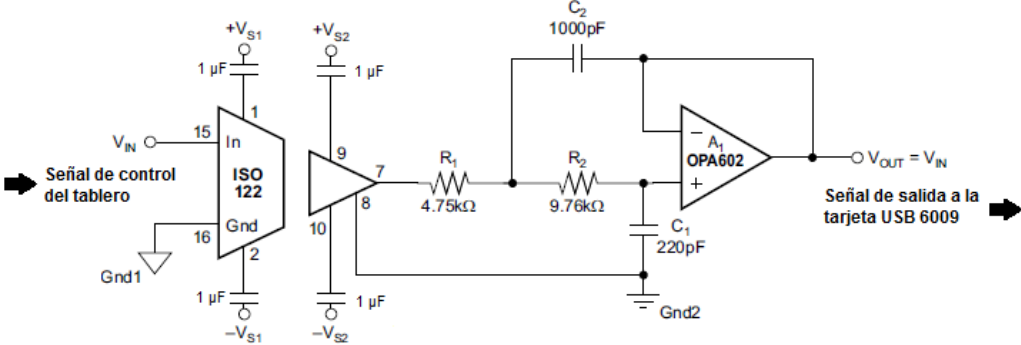 C2
1000pF
+VS1
+VS2
1 µF
1 µF
1
9
VIN
15
In
ISO
122
7
8
R1
4.75kΩ
R2
9.76kΩ
–
A1
OPA602
+
VOUT = VIN
Señal de control
del tablero
Señal de salida a la
tarjeta USB 6009
16
Gnd
2
10
C1
220pF
Gnd1
Gnd2
1 µF
1 µF
–VS1
–VS2